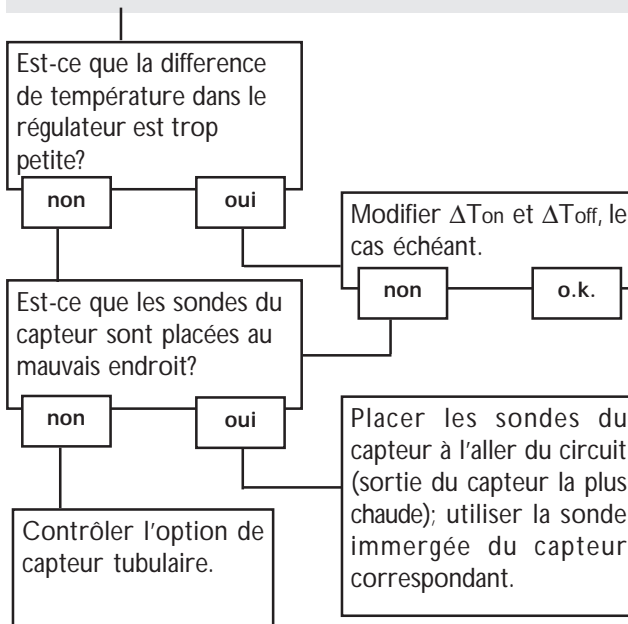 Est-ce que la difference
de température dans le
régulateur est trop
petite?
non
oui
Modifier ΔTon et ΔToff, le
cas échéant.
non
o.k.
Est-ce que les sondes du
capteur sont placées au
mauvais endroit?
non
oui
Placer les sondes du
capteur à l'aller du circuit
(sortie du capteur la plus
chaude); utiliser la sonde
immergée du capteur
correspondant.
Contrôler l'option de
capteur tubulaire.